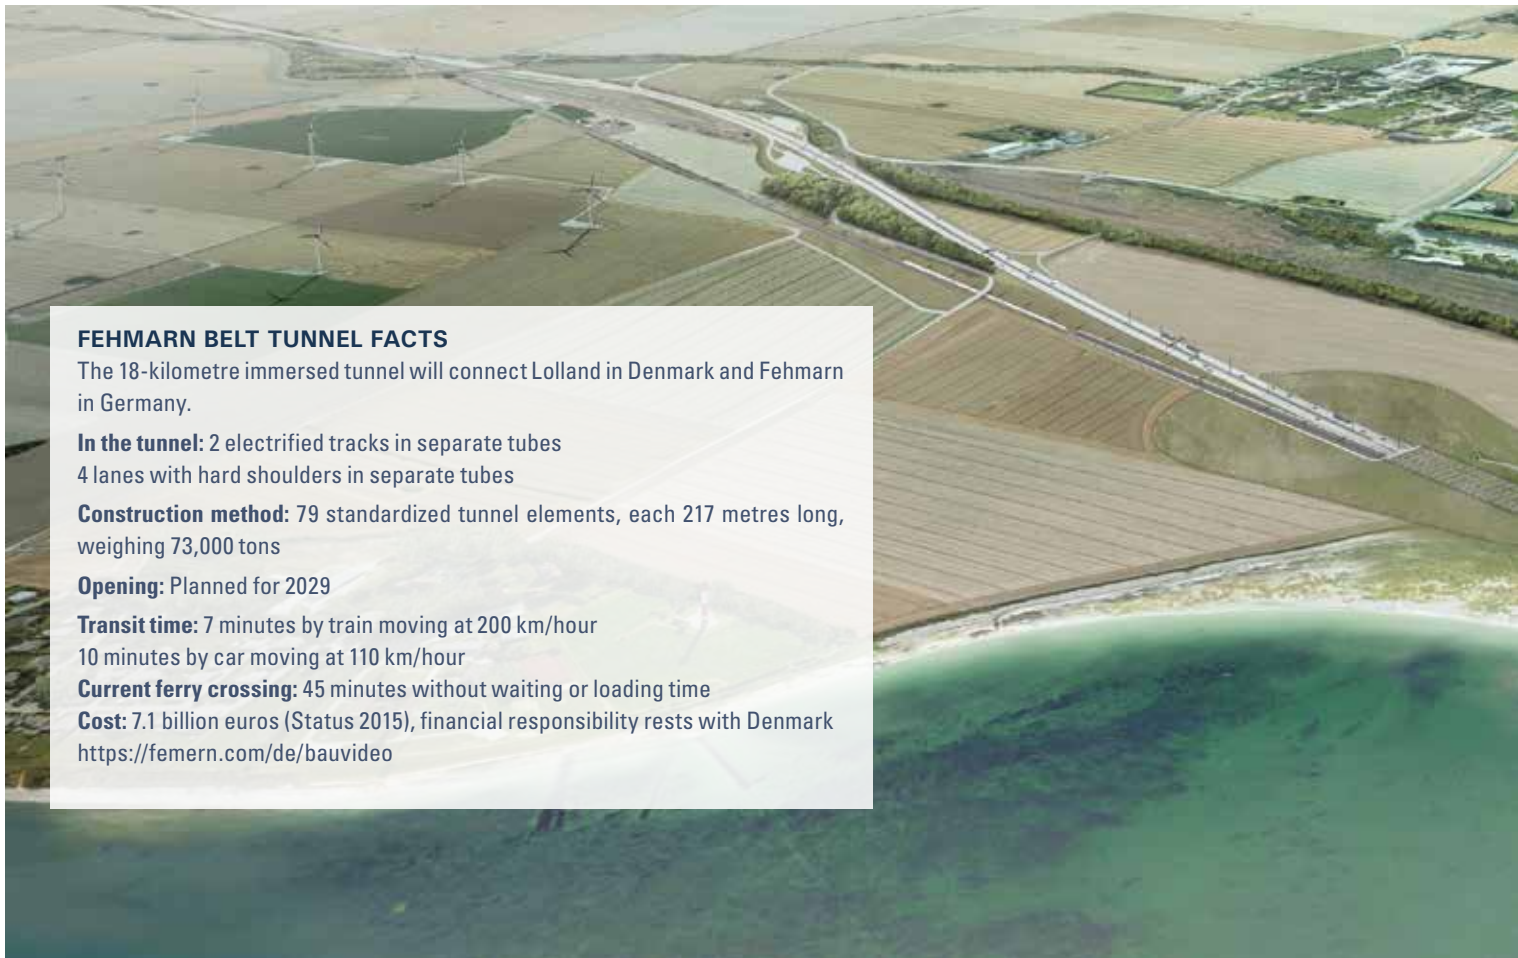 FEHMARN BELT TUNNEL FACTS
The 18-kilometre immersed tunnel will connect Lolland in Denmark and Fehmarn
in Germany.
In the tunnel: 2 electrified tracks in separate tubes
4 lanes with hard shoulders in separate tubes
Construction method: 79 standardized tunnel elements, each 217 metres long,
weighing 73,000 tons
Opening: Planned for 2029
Transit time: 7 minutes by train moving at 200 km/hour
10 minutes by car moving at 110 km/hour
Current ferry crossing: 45 minutes without waiting or loading time
Cost: 7.1 billion euros (Status 2015), financial responsibility rests with Denmark
https://femern.com/de/bauvideo